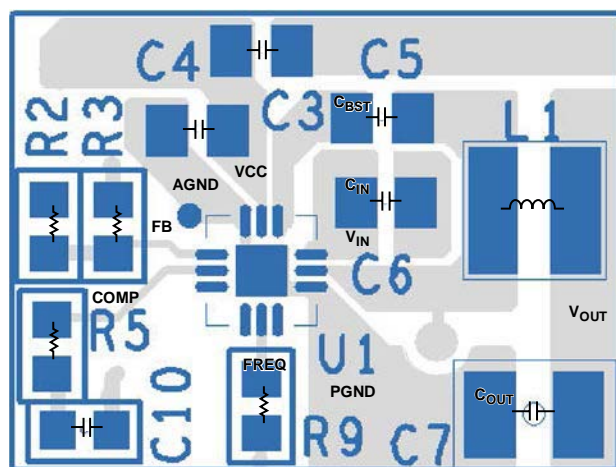 C4
C5
R2
R3
C3
CBST
L1
VCC
AGND
CIN
FB
VIN
C6
COMP
R5
VOUT
U1
FREQ
PGND
COUT
C10
R9
C7